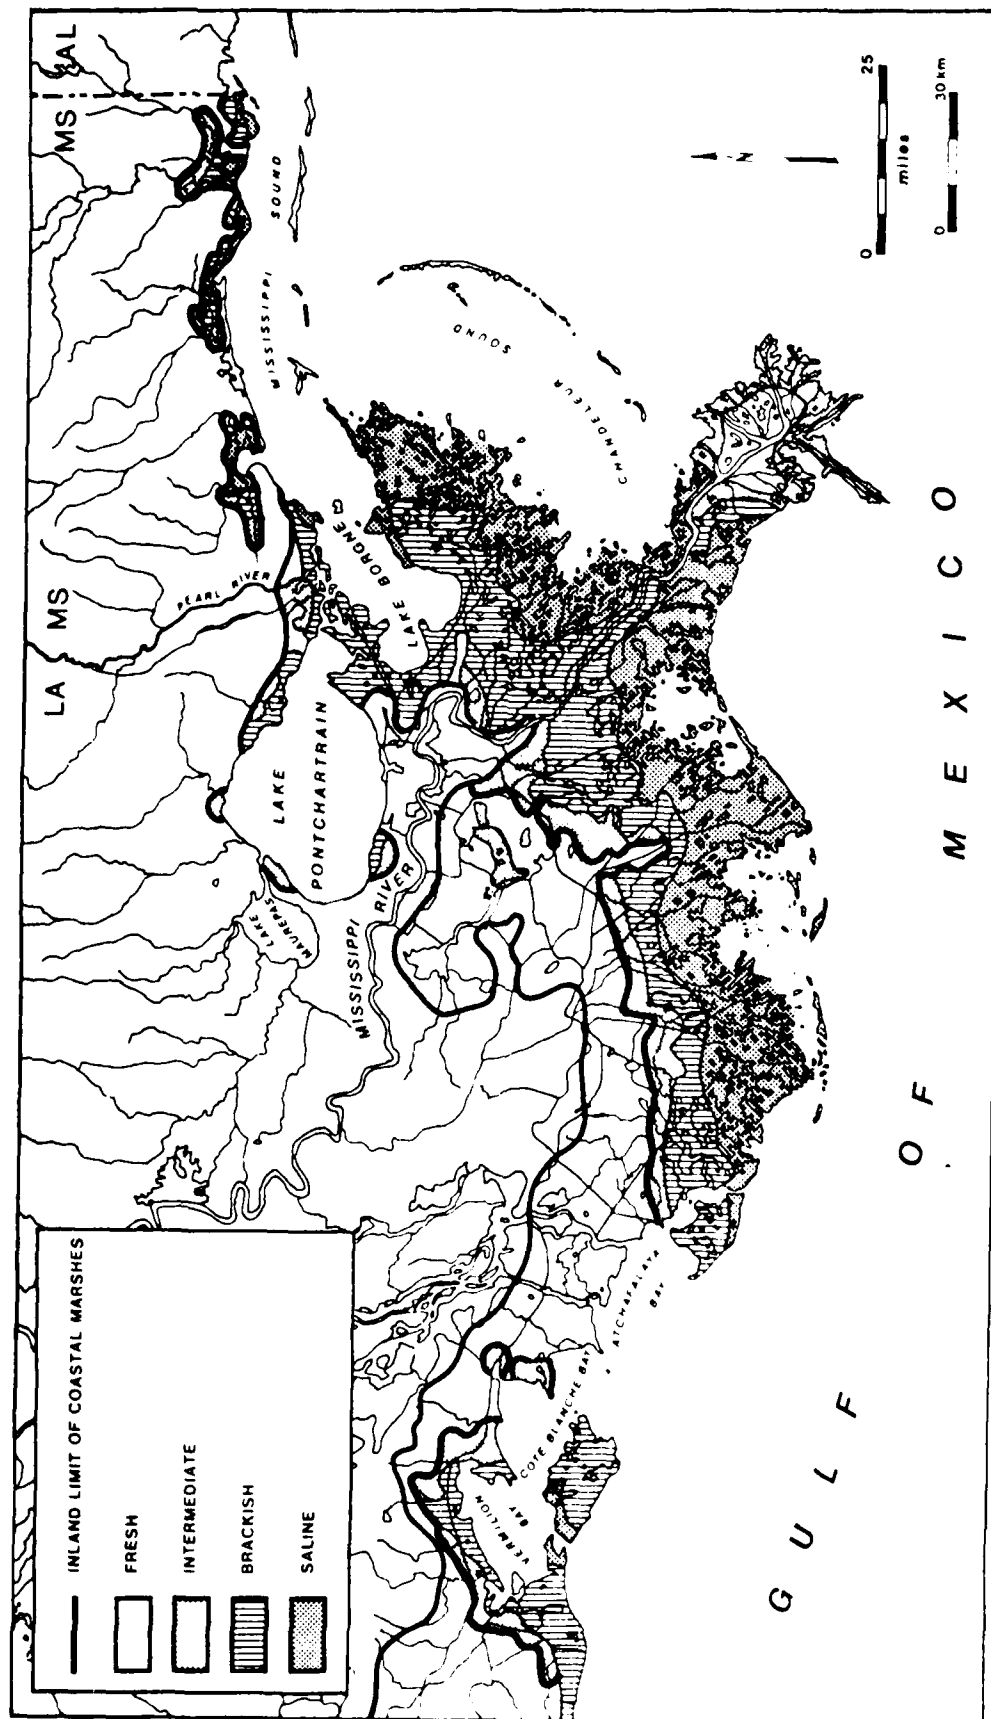 INLAND LIMIT OF COASTAL MARSHES
FRESH
INTERMEDIATE
BRACKISH
SALINE
LA
MS
MS
AL
PEARL RIVER
LAKE
MAUREPAS
LAKE
PONTCHARTRAIN
LAKE BORGNE
MISSISSIPPI
SOUND
MISSISSIPPI
RIVER
CHANDELEUR
SOUND
VERMILION
BAY
COTE BLANCHE BAY
ATCHAFALAYA
BAY
GULF
OF
MEXICO
N
0
25
miles
0
30 km